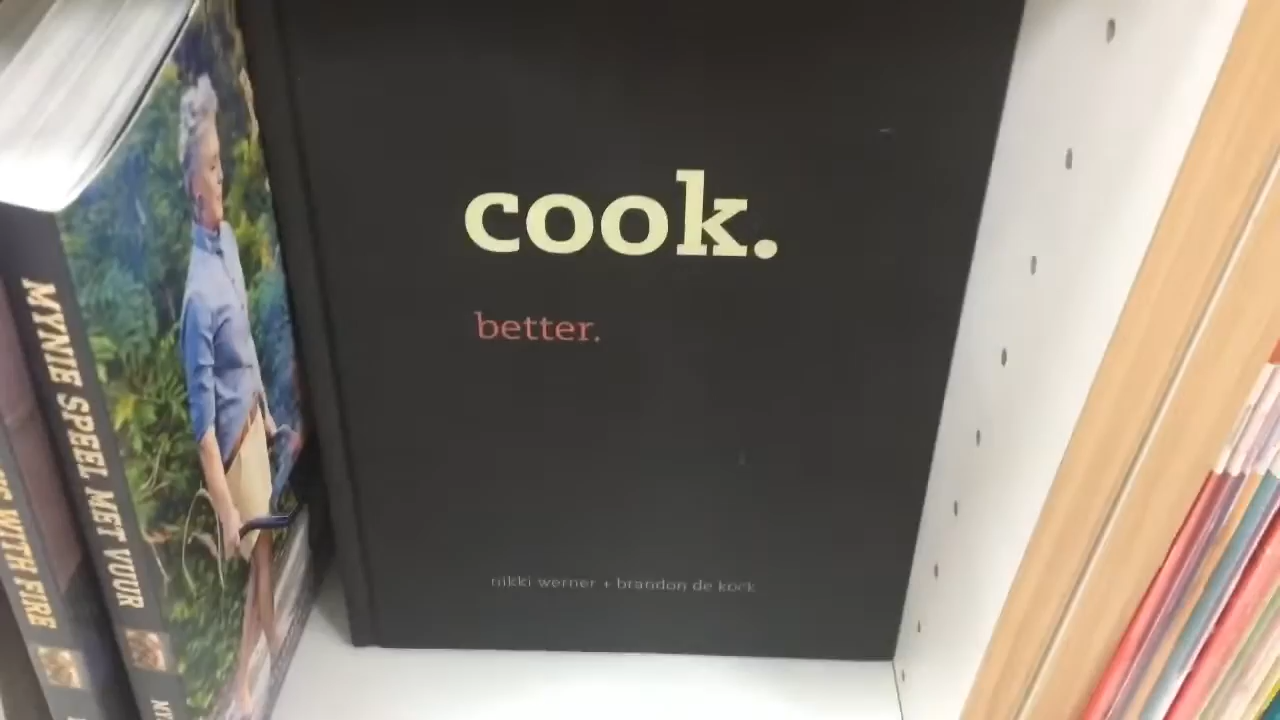 cook.
better.
nikki werner + brandon de kock
MYNIE SPEEL MET VUUR
WITH FIRE